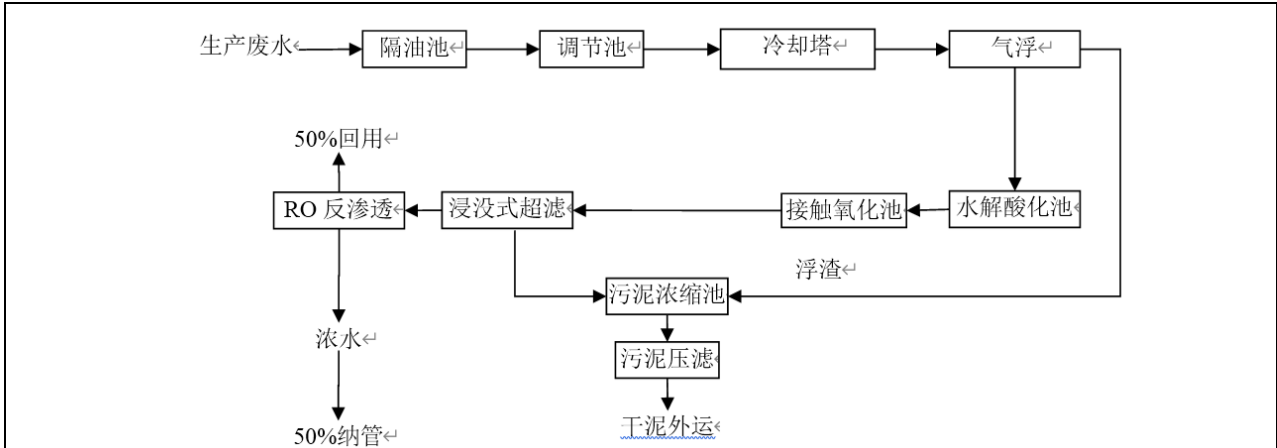 生产废水
隔油池
调节池
冷却塔
气浮
50%回用
RO 反渗透
浸没式超滤
接触氧化池
水解酸化池
浮渣
污泥浓缩池
浓水
污泥压滤
干泥外运
50%纳管